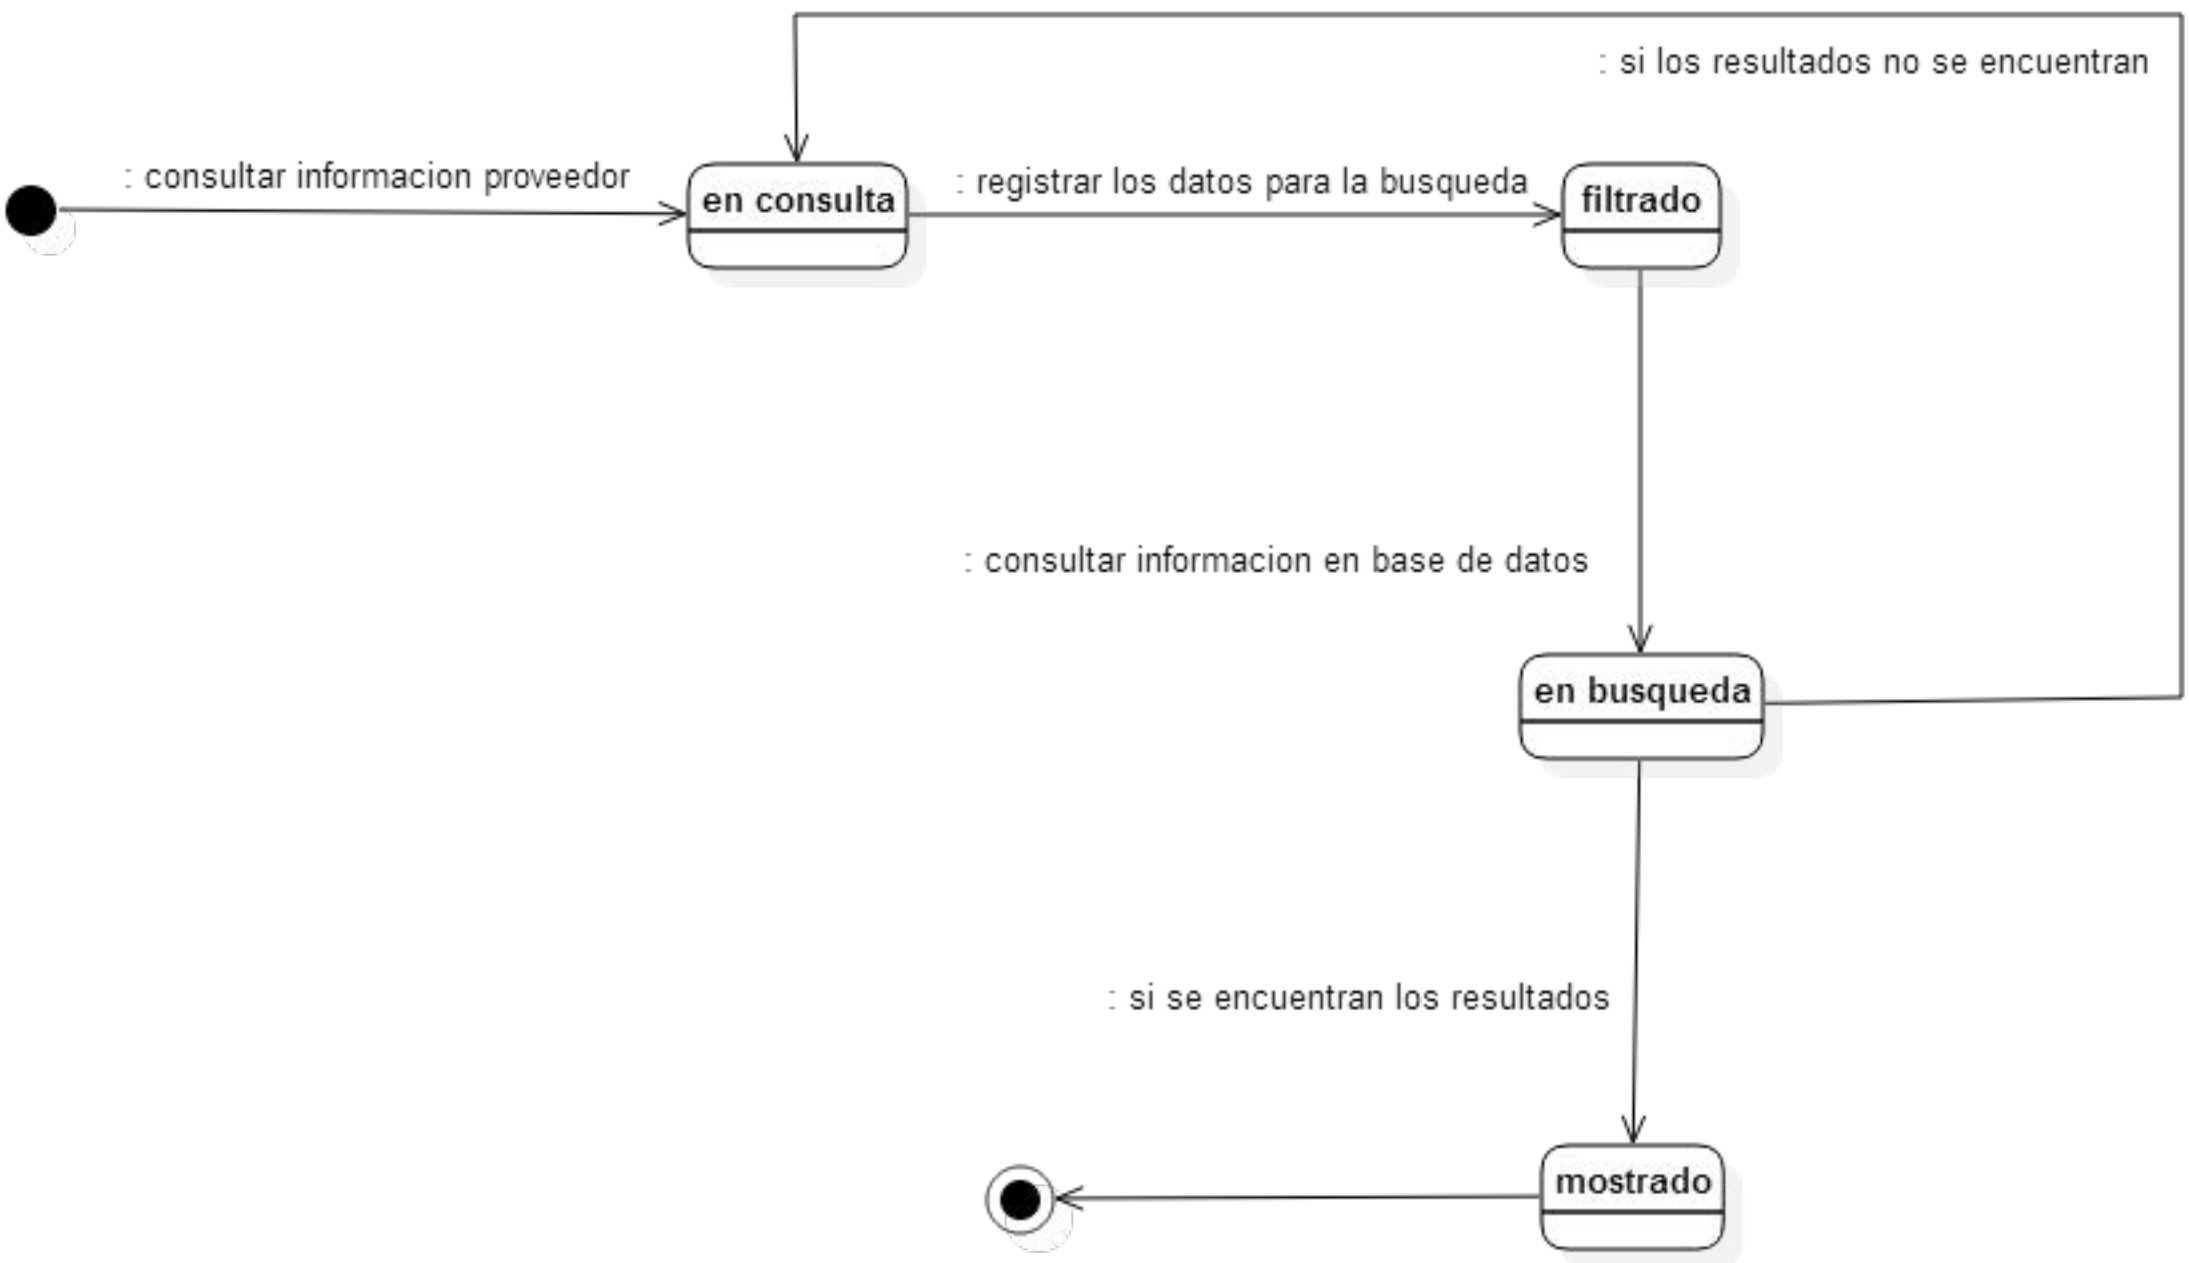 : si los resultados no se encuentran
: consultar informacion proveedor
en consulta
: registrar los datos para la busqueda
filtrado
: consultar informacion en base de datos
en busqueda
: si se encuentran los resultados
mostrado